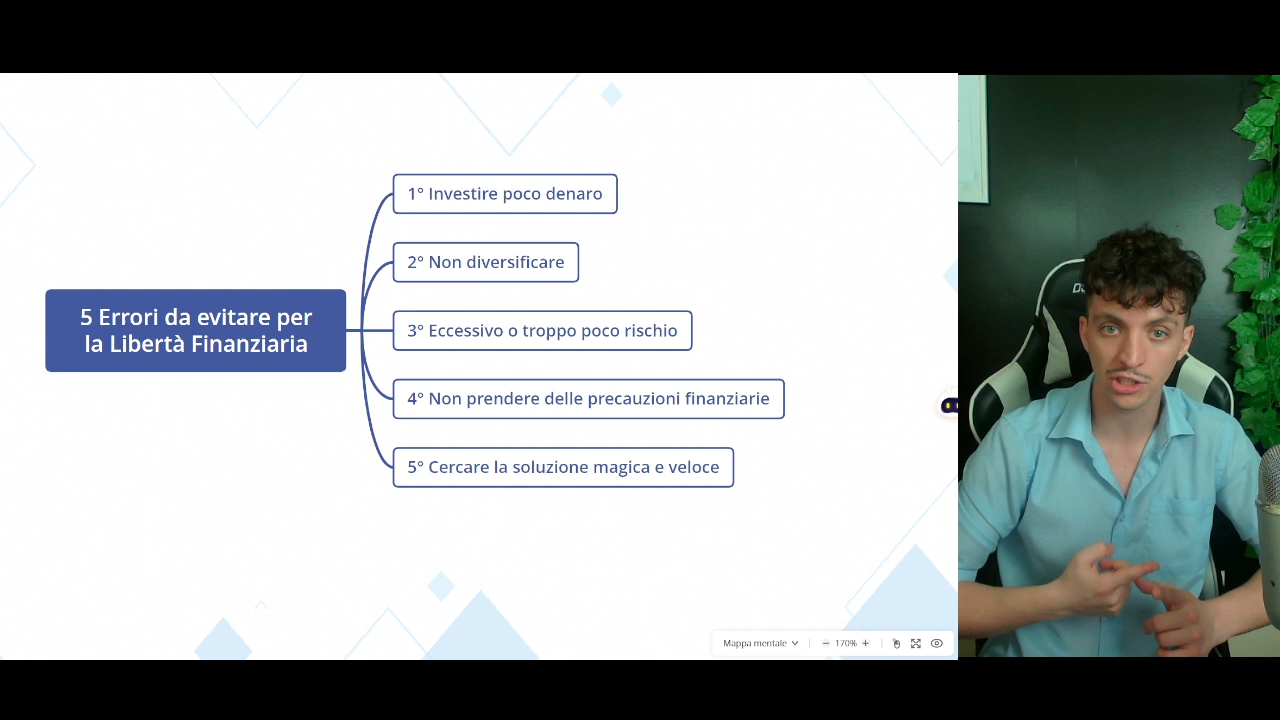 5 Errori da evitare per
la Libertà Finanziaria
1° Investire poco denaro
2° Non diversificare
3° Eccessivo o troppo poco rischio
4° Non prendere delle precauzioni finanziarie
5° Cercare la soluzione magica e veloce
Mappa mentale
170%